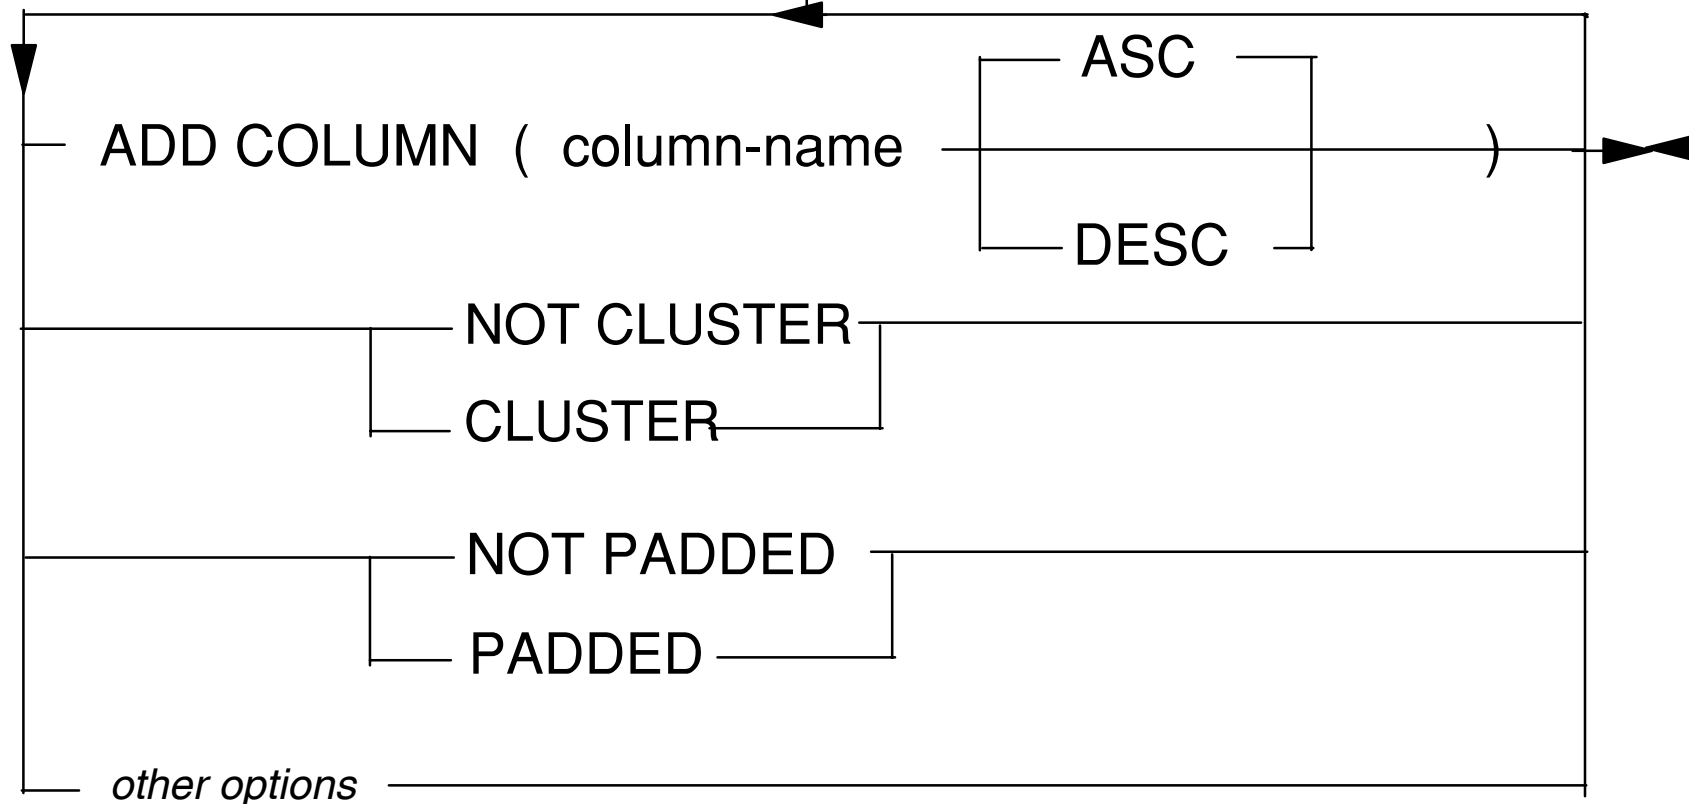 ASC
ADD COLUMN ( column-name )
DESC
NOT CLUSTER
CLUSTER
NOT PADDED
PADDED
other options